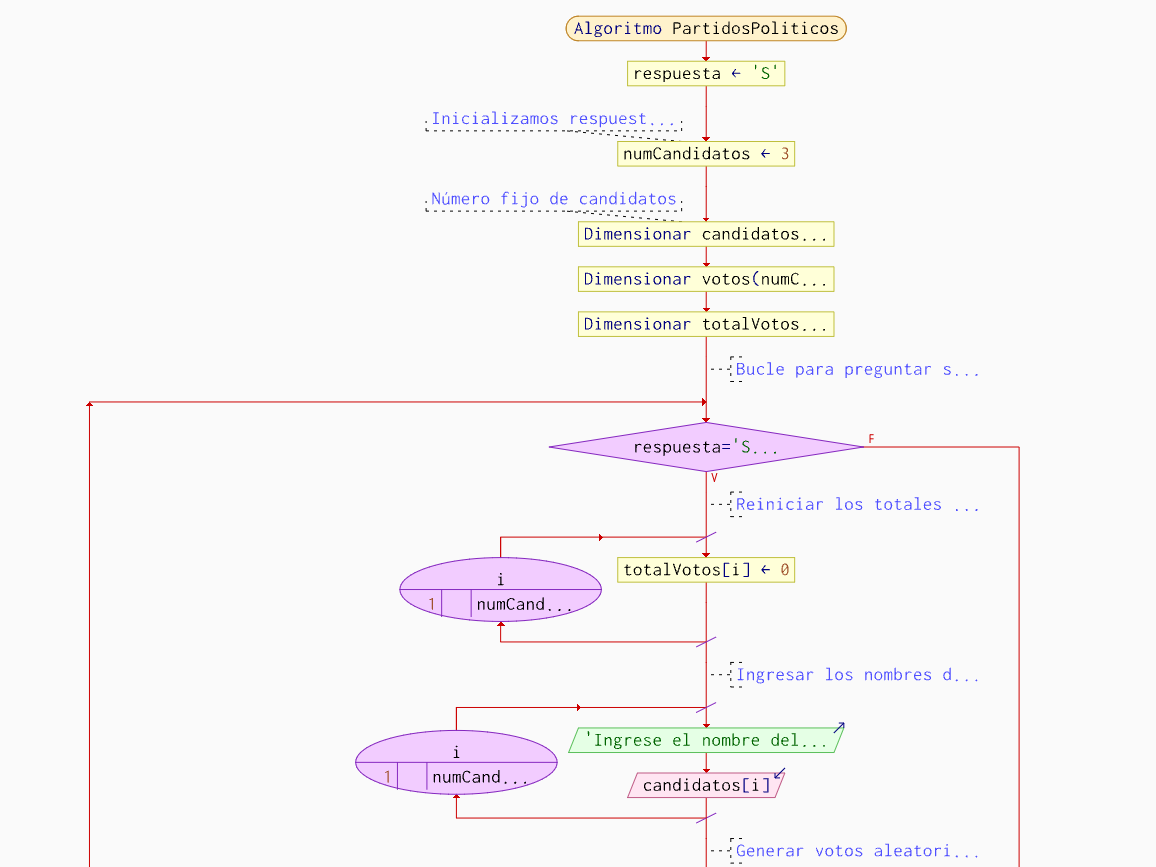 Algoritmo PartidosPoliticos
respuesta ← 'S'
.Inicializamos respuest...
numCandidatos ← 3
.Número fijo de candidatos
Dimensionar candidatos...
Dimensionar votos(numC...
Dimensionar totalVotos...
Bucle para preguntar s...
respuesta='S...
F
V
Reiniciar los totales ...
totalVotos[i] ← 0
i
1 numCand...
Ingresar los nombres d...
'Ingrese el nombre del...
i
1 numCand...
candidatos[i]
Generar votos aleatori...